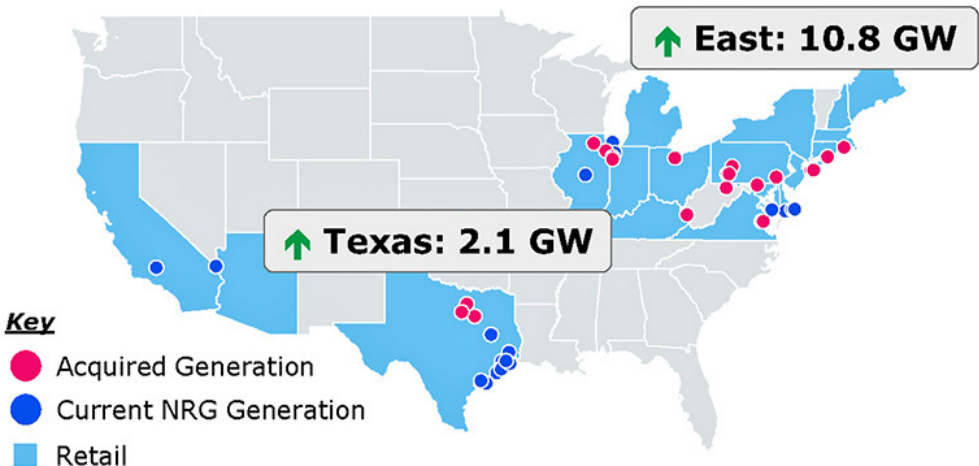 East: 10.8 GW
Texas: 2.1 GW
Key
Acquired Generation
Current NRG Generation
Retail